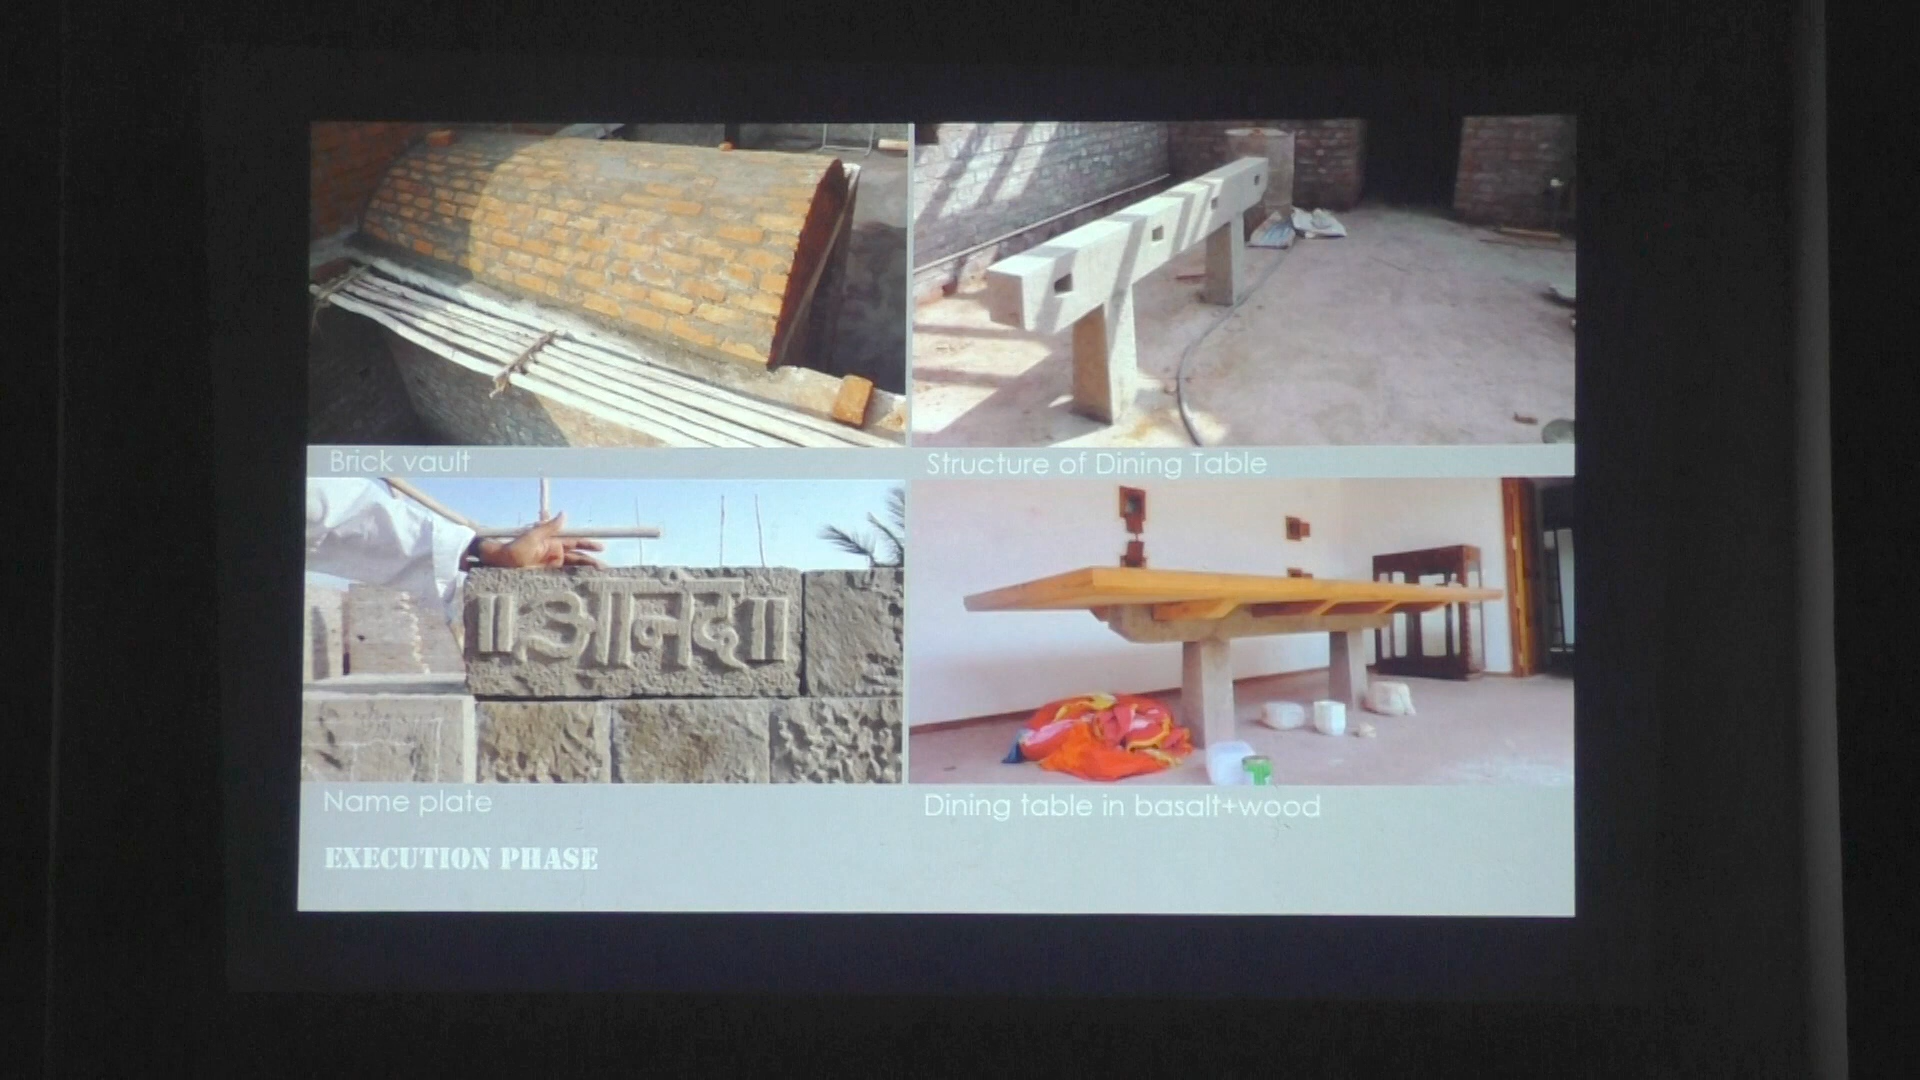 Brick vault
Structure of Dining Table
॥आनंद॥
Name plate
Dining table in basalt+wood
EXECUTION PHASE